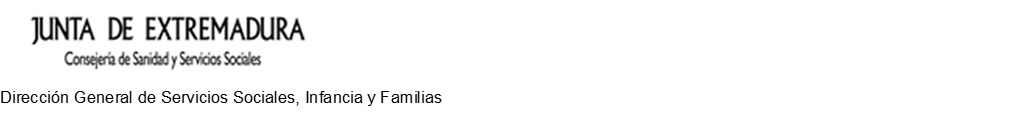 JUNTA DE EXTREMADURA
Consejería de Sanidad y Servicios Sociales
Dirección General de Servicios Sociales, Infancia y Familias